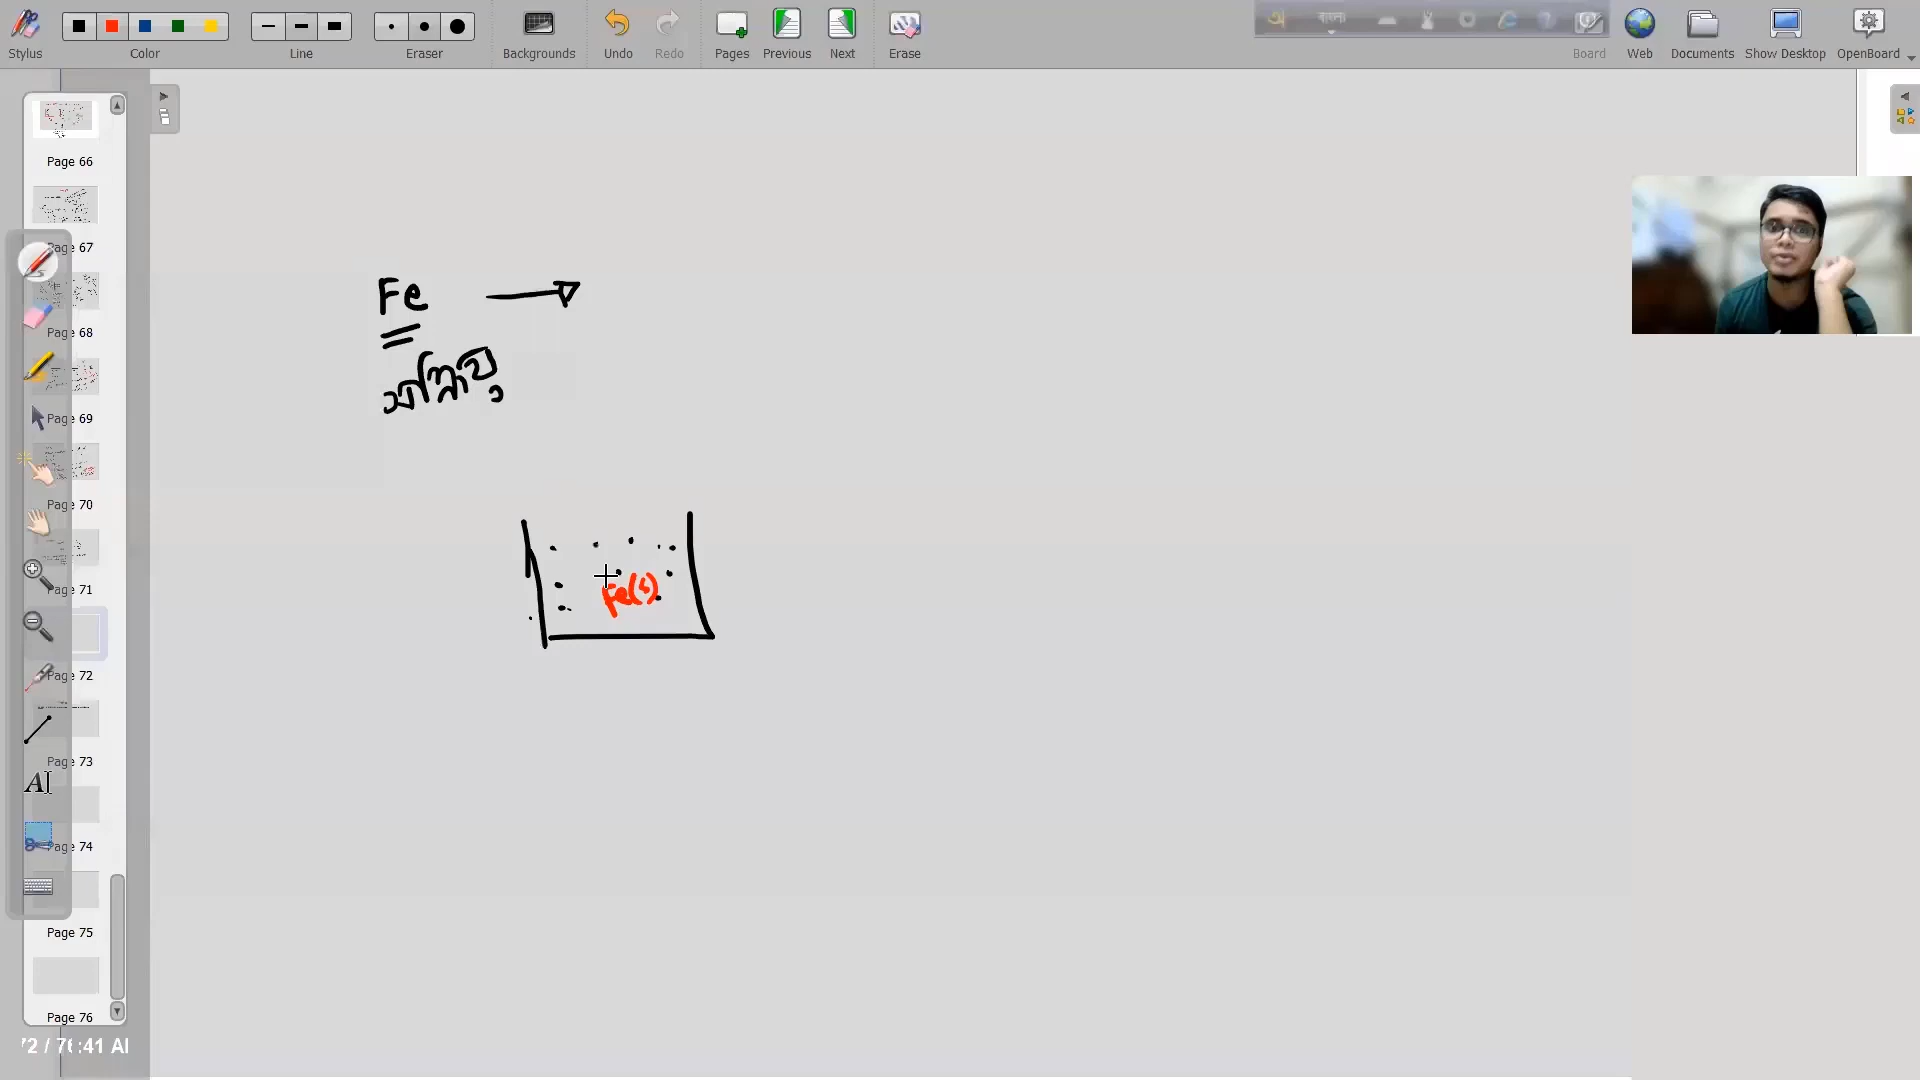 Stylus
Color
Line
Eraser
Backgrounds
Undo
Redo
Pages
Previous
Next
Erase
বাংলা
Board
Web
Documents
Show Desktop
OpenBoard
Page 66
Page 67
Page 68
Page 69
Page 70
Page 71
Page 72
Page 73
Page 74
Page 75
Page 76
Fe
Fe(s)